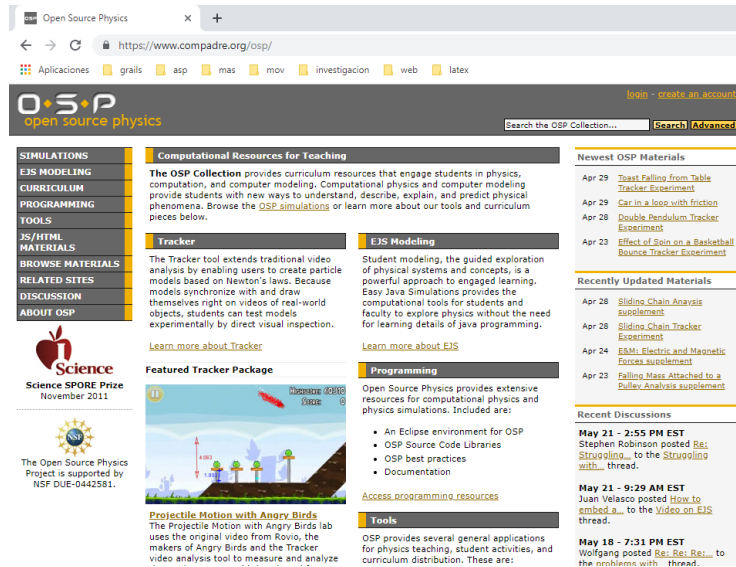 OSP Open Source Physics
https://www.compadre.org/osp/
Aplicaciones grails asp mas mov investigacion web latex
login - create an account
O·S·P
open source physics
Search the OSP Collection... Search Advanced
SIMULATIONS
EJS MODELING
CURRICULUM
PROGRAMMING
TOOLS
JS/HTML
MATERIALS
BROWSE MATERIALS
RELATED SITES
DISCUSSION
ABOUT OSP
Science
Science SPORE Prize
November 2011
NSF
The Open Source Physics
Project is supported by
NSF DUE-0442581.
Computational Resources for Teaching
The OSP Collection provides curriculum resources that engage students in physics,
computation, and computer modeling. Computational physics and computer modeling
provide students with new ways to understand, describe, explain, and predict physical
phenomena. Browse the OSP simulations or learn more about our tools and curriculum
pieces below.
Tracker
The Tracker tool extends traditional video
analysis by enabling users to create particle
models based on Newton's laws. Because
models synchronize with and draw
themselves right on videos of real-world
objects, students can test models
experimentally by direct visual inspection.
Learn more about Tracker
Featured Tracker Package
Projectile Motion with Angry Birds
The Projectile Motion with Angry Birds lab
uses the original video from Rovio, the
makers of Angry Birds and the Tracker
video analysis tool to measure and analyze
EJS Modeling
Student modeling, the guided exploration
of physical systems and concepts, is a
powerful approach to engaged learning.
Easy Java Simulations provides the
computational tools for students and
faculty to explore physics without the need
for learning details of java programming.
Learn more about EJS
Programming
Open Source Physics provides extensive
resources for computational physics and
physics simulations. Included are:
• An Eclipse environment for OSP
• OSP Source Code Libraries
• OSP best practices
• Documentation
Access programming resources
Tools
OSP provides several general applications
for physics teaching, student activities, and
curriculum distribution. These are:
Newest OSP Materials
Apr 29 Toast Falling from Table
Tracker Experiment
Apr 29 Car in a loop with friction
Apr 28 Double Pendulum Tracker
Experiment
Apr 23 Effect of Spin on a Basketball
Bounce Tracker Experiment
Recently Updated Materials
Apr 28 Sliding Chain Anaysis
supplement
Apr 28 Sliding Chain Tracker
Experiment
Apr 24 E&M: Electric and Magnetic
Forces supplement
Apr 23 Falling Mass Attached to a
Pulley Analysis supplement
Recent Discussions
May 21 - 2:55 PM EST
Stephen Robinson posted Re:
Struggling... to the Struggling
with... thread.
May 21 - 9:29 AM EST
Juan Velasco posted How to
embed a... to the Video on EJS
thread.
May 18 - 7:31 PM EST
Wolfgang posted Re: Re: Re:... to
the problems with... thread.